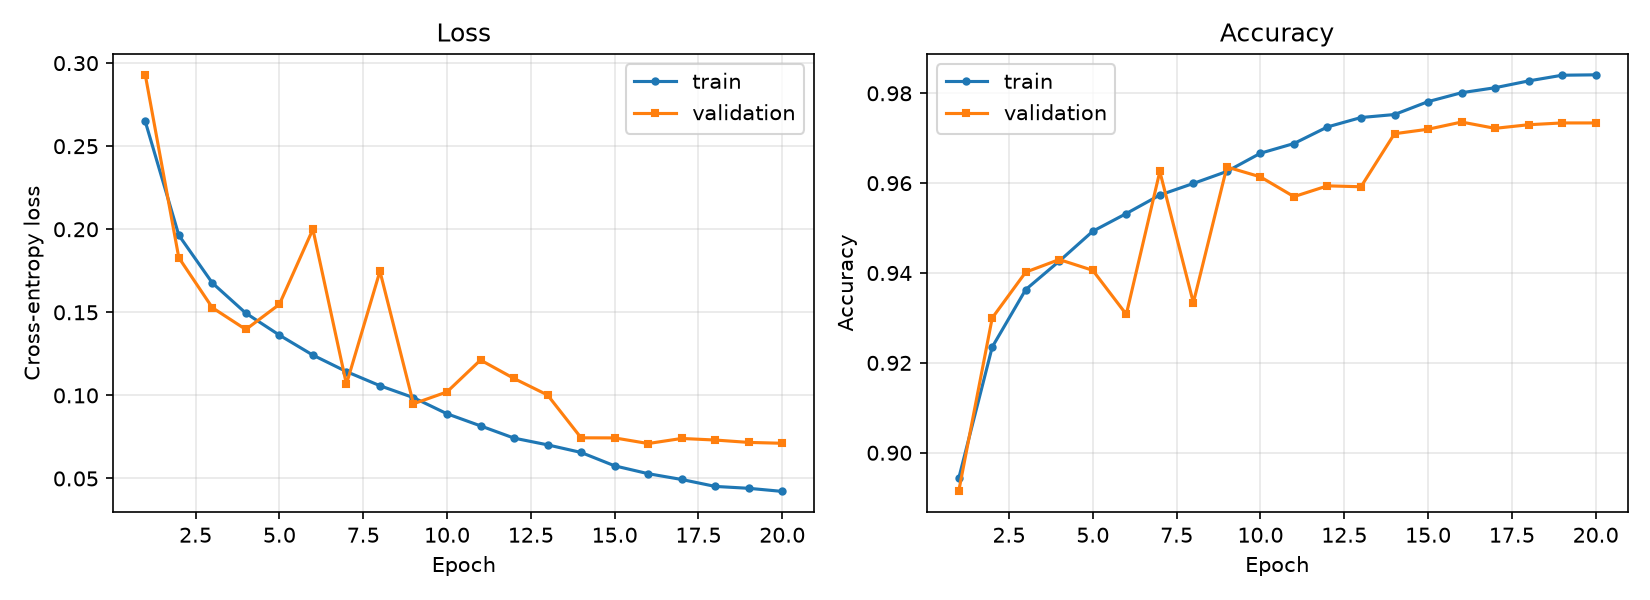 Loss
Cross-entropy loss
0.30
0.25
0.20
0.15
0.10
0.05
train
validation
2.5 5.0 7.5 10.0 12.5 15.0 17.5 20.0
Epoch
Accuracy
Accuracy
0.98
0.96
0.94
0.92
0.90
train
validation
2.5 5.0 7.5 10.0 12.5 15.0 17.5 20.0
Epoch